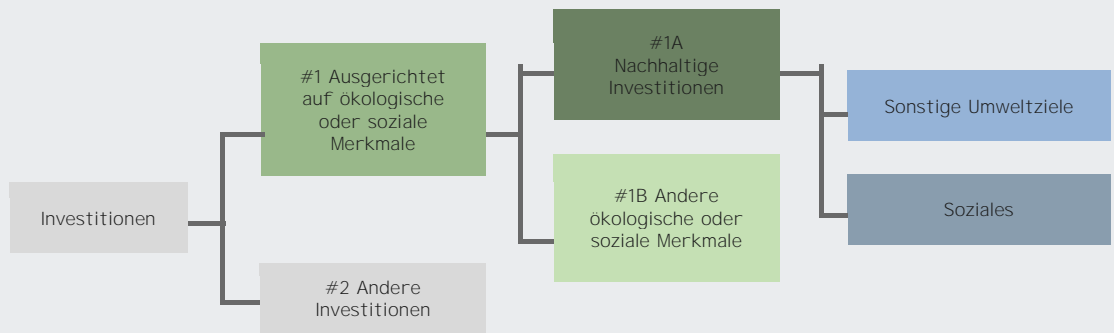 #1A
Nachhaltige
Investitionen
#1 Ausgerichtet
auf ökologische
oder soziale
Merkmale
Sonstige Umweltziele
Investitionen
#1B Andere
ökologische oder
soziale Merkmale
Soziales
#2 Andere
Investitionen